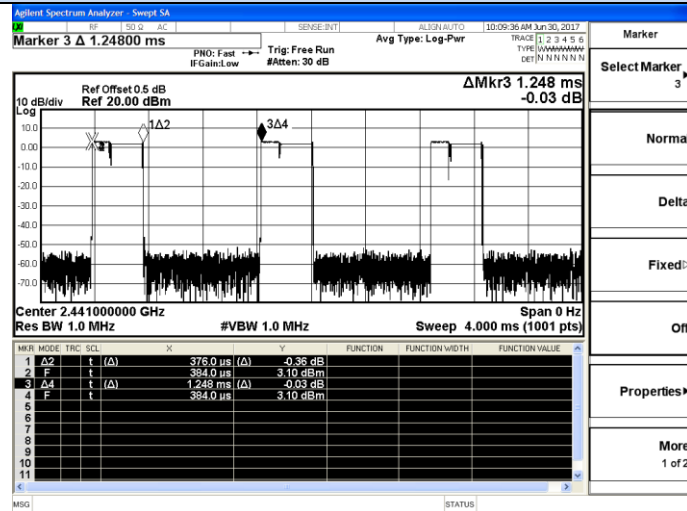 Agilent Spectrum Analyzer - Swept SA
RF 50 Ω AC SENSE:INT ALIGN AUTO 10:09:36 AM Jun 30, 2017
Marker 3 Δ 1.24800 ms
PNO: Fast
IFGain:Low
Trig: Free Run
#Atten: 30 dB
Avg Type: Log-Pwr
TRACE 1 2 3 4 5 6
TYPE WWWWWW
DET N N N N N N
Ref Offset 0.5 dB
10 dB/div Ref 20.00 dBm
ΔMkr3 1.248 ms
-0.03 dB
Log
10.0
0.00
-10.0
-20.0
-30.0
-40.0
-50.0
-60.0
-70.0
1Δ2
3Δ4
Center 2.441000000 GHz Span 0 Hz
Res BW 1.0 MHz #VBW 1.0 MHz Sweep 4.000 ms (1001 pts)
MKR MODE TRC SCL X Y FUNCTION FUNCTION WIDTH FUNCTION VALUE
1 Δ2 t (Δ) 376.0 µs (Δ) -0.36 dB
2 F t 384.0 µs 3.10 dBm
3 Δ4 t (Δ) 1.248 ms (Δ) -0.03 dB
4 F t 384.0 µs 3.10 dBm
5
6
7
8
9
10
11
MSG STATUS
Marker
Select Marker
3
Norma
Delta
Fixed
Off
Properties
More
1 of 2